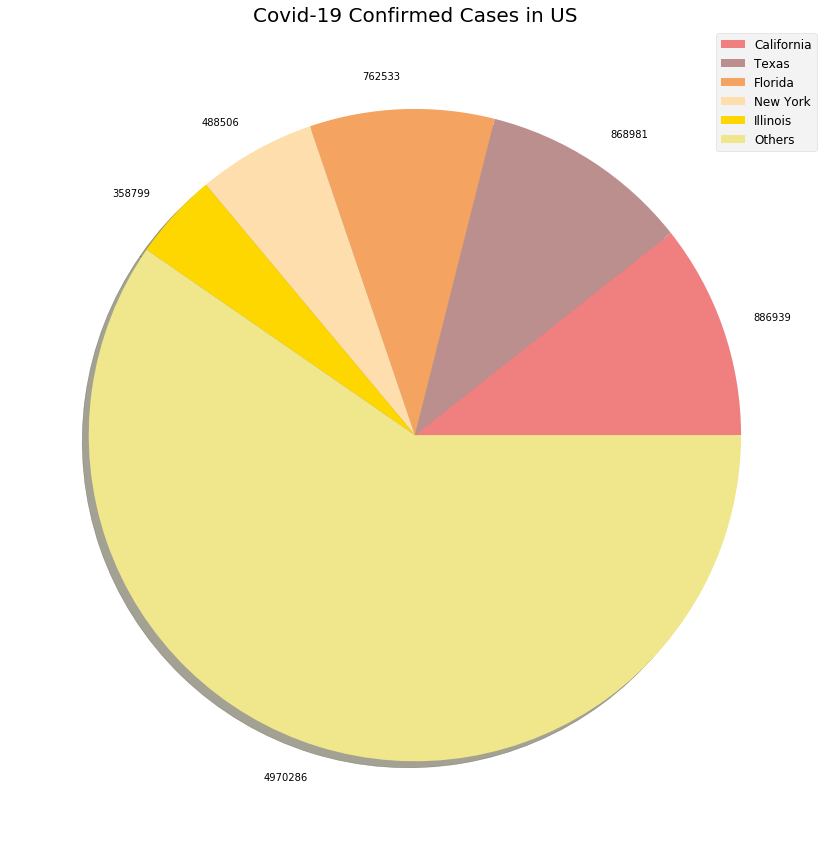 Covid-19 Confirmed Cases in US
California
Texas
Florida
New York
Illinois
Others
762533
488506
868981
358799
886939
4970286